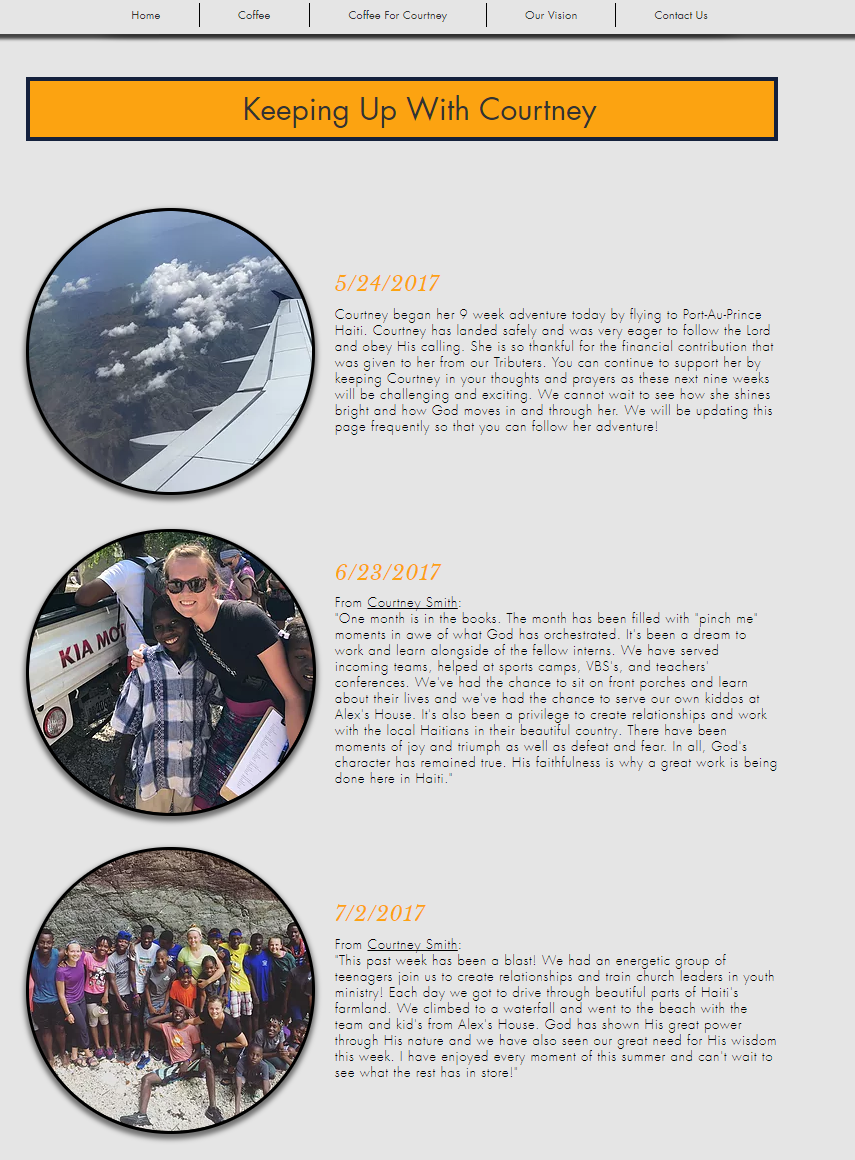 Home
Coffee
Coffee For Courtney
Our Vision
Contact Us
Keeping Up With Courtney
5/24/2017
Courtney began her 9 week adventure today by flying to Port-Au-Prince
Haiti. Courtney has landed safely and was very eager to follow the Lord
and obey His calling. She is so thankful for the financial contribution that
was given to her from our Tributers. You can continue to support her by
keeping Courtney in your thoughts and prayers as these next nine weeks
will be challenging and exciting. We cannot wait to see how she shines
bright and how God moves in and through her. We will be updating this
page frequently so that you can follow her adventure!
KIA MOT
6/23/2017
From Courtney Smith:
"One month is in the books. The month has been filled with "pinch me"
moments in awe of what God has orchestrated. It's been a dream to
work and learn alongside of the fellow interns. We have served
incoming teams, helped at sports camps, VBS's, and teachers'
conferences. We've had the chance to sit on front porches and learn
about their lives and we've had the chance to serve our own kiddos at
Alex's House. It's also been a privilege to create relationships and work
with the local Haitians in their beautiful country. There have been
moments of joy and triumph as well as defeat and fear. In all, God's
character has remained true. His faithfulness is why a great work is being
done here in Haiti."
7/2/2017
From Courtney Smith:
"This past week has been a blast! We had an energetic group of
teenagers join us to create relationships and train church leaders in youth
ministry! Each day we got to drive through beautiful parts of Haiti's
farmland. We climbed to a waterfall and went to the beach with the
team and kid's from Alex's House. God has shown His great power
through His nature and we have also seen our great need for His wisdom
this week. I have enjoyed every moment of this summer and can't wait to
see what the rest has in store!"